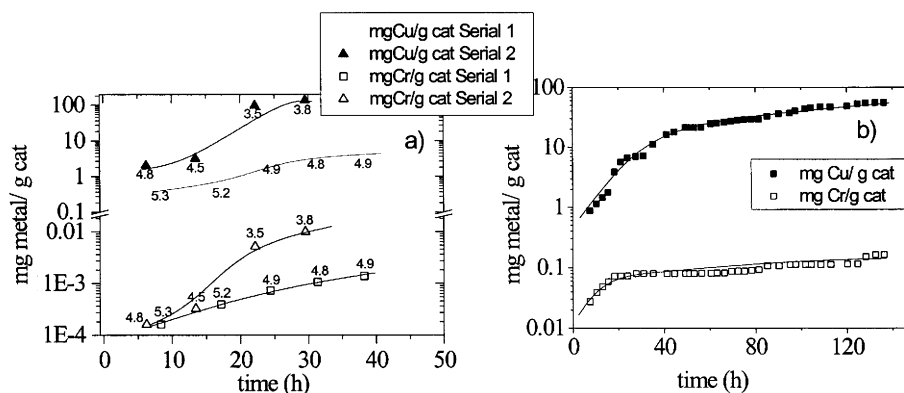 mgCu/g cat Serial 1
mgCu/g cat Serial 2
mgCr/g cat Serial 1
mgCr/g cat Serial 2
a)
mg metal/ g cat
100
10
1
0.1
0.01
1E-3
1E-4
4.8
4.5
3.5
3.8
5.3
5.2
4.9
4.8
4.9
3.5
3.8
4.8
5.3
4.5
5.2
4.9
4.8
4.9
0
10
20
30
40
50
time (h)
b)
mg metal/ g cat
100
10
1
0.1
0.01
mg Cu/ g cat
mg Cr/g cat
0
40
80
120
time (h)